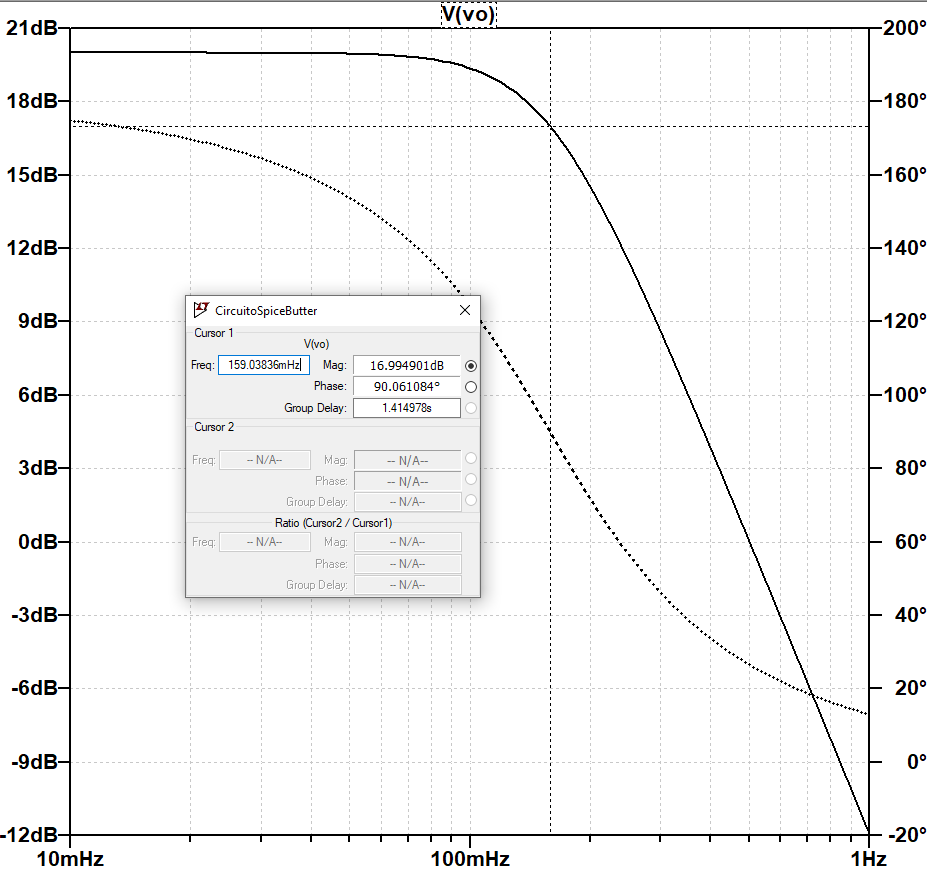 V(vo)
21dB
18dB
15dB
12dB
9dB
6dB
3dB
0dB
-3dB
-6dB
-9dB
-12dB
200°
180°
160°
140°
120°
100°
80°
60°
40°
20°
0°
-20°
10mHz
100mHz
1Hz
CircuitoSpiceButter
Cursor 1
V(vo)
Freq: 159.03836mHz Mag: 16.994901dB
Phase: 90.061084°
Group Delay: 1.414978s
Cursor 2
Freq: -- N/A-- Mag: -- N/A--
Phase: -- N/A--
Group Delay: -- N/A--
Ratio (Cursor2 / Cursor1)
Freq: -- N/A-- Mag: -- N/A--
Phase: -- N/A--
Group Delay: -- N/A--